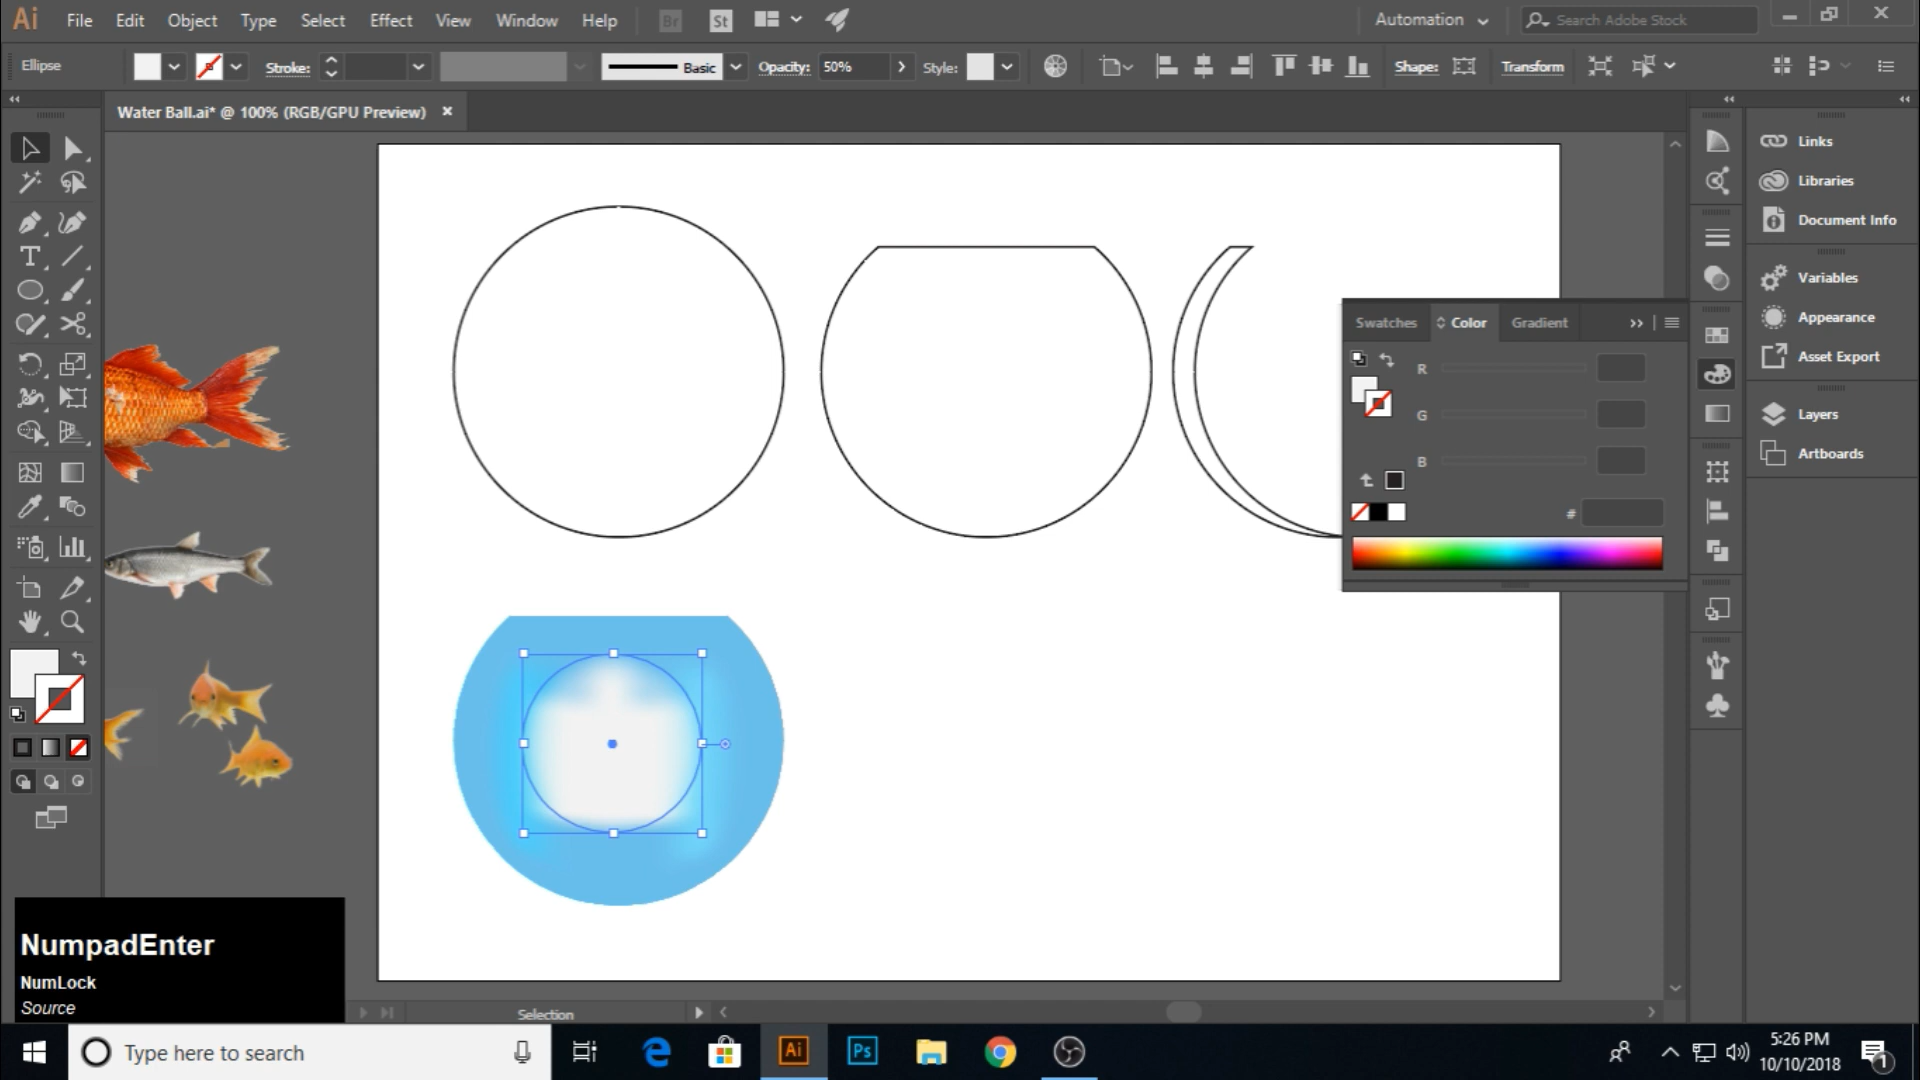 Ai File Edit Object Type Select Effect View Window Help Br St Automation Search Adobe Stock
Ellipse Stroke: Basic Opacity: 50% Style: Shape: Transform
Water Ball.ai* @ 100% (RGB/GPU Preview)
Links
Libraries
Document Info
Variables
Appearance
Asset Export
Layers
Artboards
Swatches Color Gradient
R
G
B
#
T
NumpadEnter
NumLock
Source
Selection
Type here to search
Ai Ps
5:26 PM
10/10/2018
1